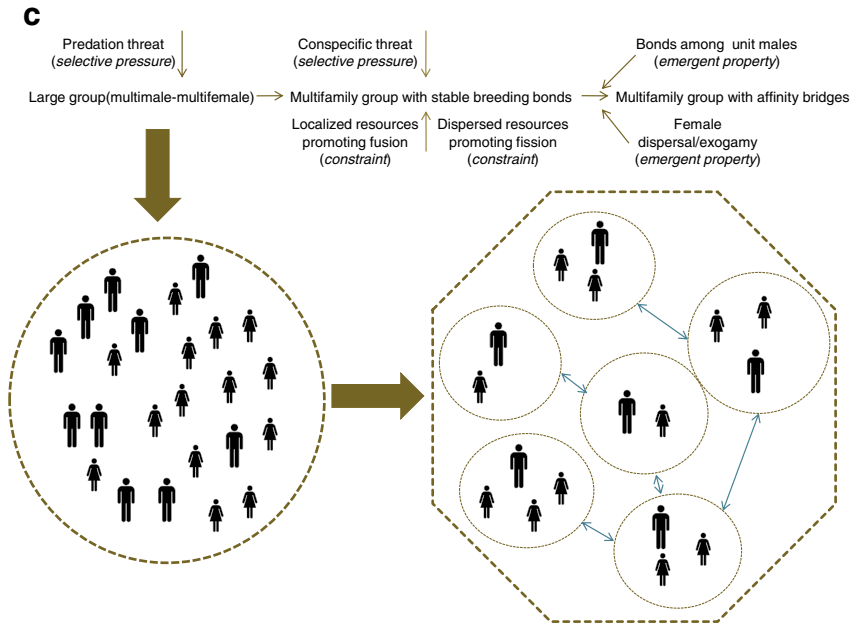 c
Predation threat
(selective pressure)
Conspecific threat
(selective pressure)
Bonds among unit males
(emergent property)
Large group(multimale-multifemale)
Multifamily group with stable breeding bonds
Multifamily group with affinity bridges
Localized resources
promoting fusion
(constraint)
Dispersed resources
promoting fission
(constraint)
Female
dispersal/exogamy
(emergent property)